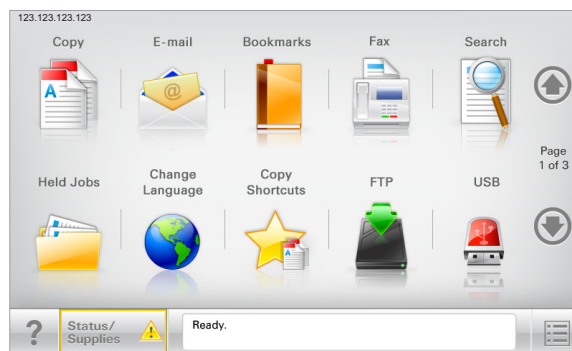 123.123.123.123
Copy
E-mail
Bookmarks
Fax
Search
A
@
Page
1 of 3
Held Jobs
Change
Language
Copy
Shortcuts
FTP
USB
A
?
Status/
Supplies
!
Ready.